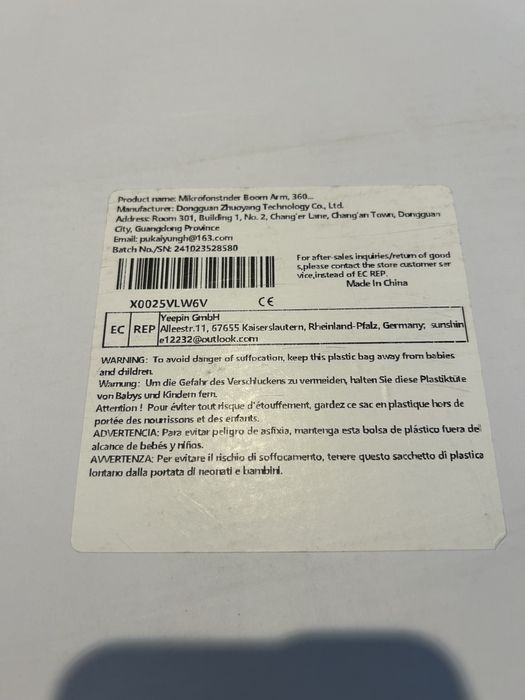 Product name: Mikrofonstnder Boom Arm, 360...
Manufacturer: Dongguan Zhuoyang Technology Co., Ltd.
Address: Room 301, Building 1, No. 2, Chang'er Lane, Chang'an Town, Dongguan
City, Guangdong Province
Email: pukaiyungh@163.com
Batch No./SN: 241023528580
For after-sales inquiries/return of good
s,please contact the store customer ser
vice,instead of EC REP.
Made In China
X0025VLW6V
CE
EC REP
Yeepin GmbH
Alleestr.11, 67655 Kaiserslautern, Rheinland-Pfalz, Germany; sunshin
e12232@outlook.com
WARNING: To avoid danger of suffocation, keep this plastic bag away from babies
and children.
Warnung: Um die Gefahr des Verschluckens zu vermeiden, halten Sie diese Plastiktüte
von Babys und Kindern fern.
Attention ! Pour éviter tout risque d'étouffement, gardez ce sac en plastique hors de
portée des nourrissons et des enfants.
ADVERTENCIA: Para evitar peligro de asfixia, mantenga esta bolsa de plástico fuera del
alcance de bebés y niños.
AVVERTENZA: Per evitare il rischio di soffocamento, tenere questo sacchetto di plastica
lontano dalla portata di neonati e bambini.